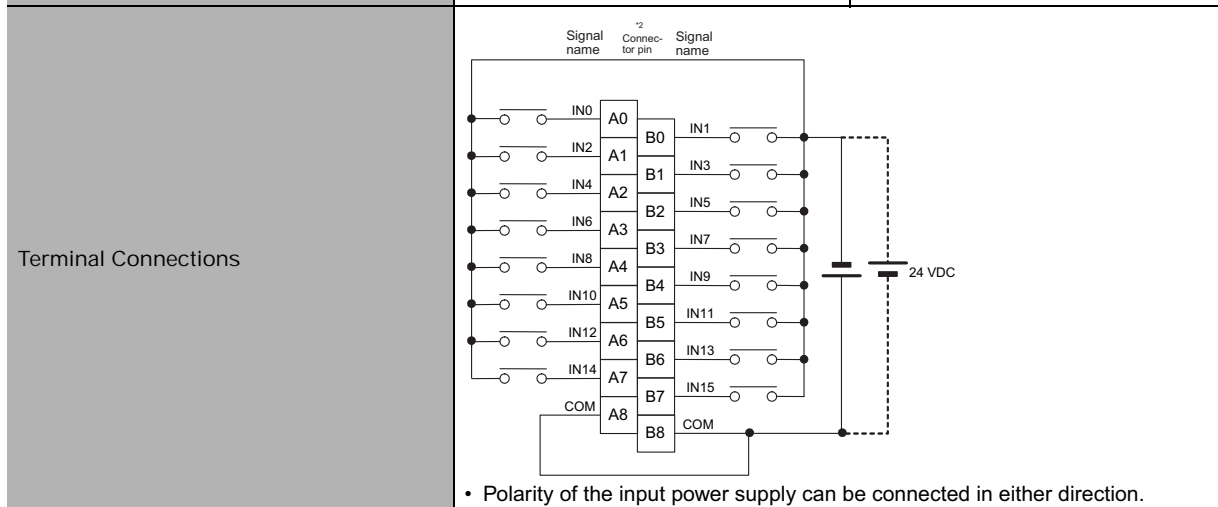 *2
Signal Connec- Signal
name tor pin name
IN0 A0
B0 IN1
IN2 A1
B1 IN3
IN4 A2
B2 IN5
IN6 A3
B3 IN7
IN8 A4
B4 IN9
IN10 A5
B5 IN11
IN12 A6
B6 IN13
IN14 A7
B7 IN15
COM A8
B8 COM
24 VDC
Terminal Connections
• Polarity of the input power supply can be connected in either direction.